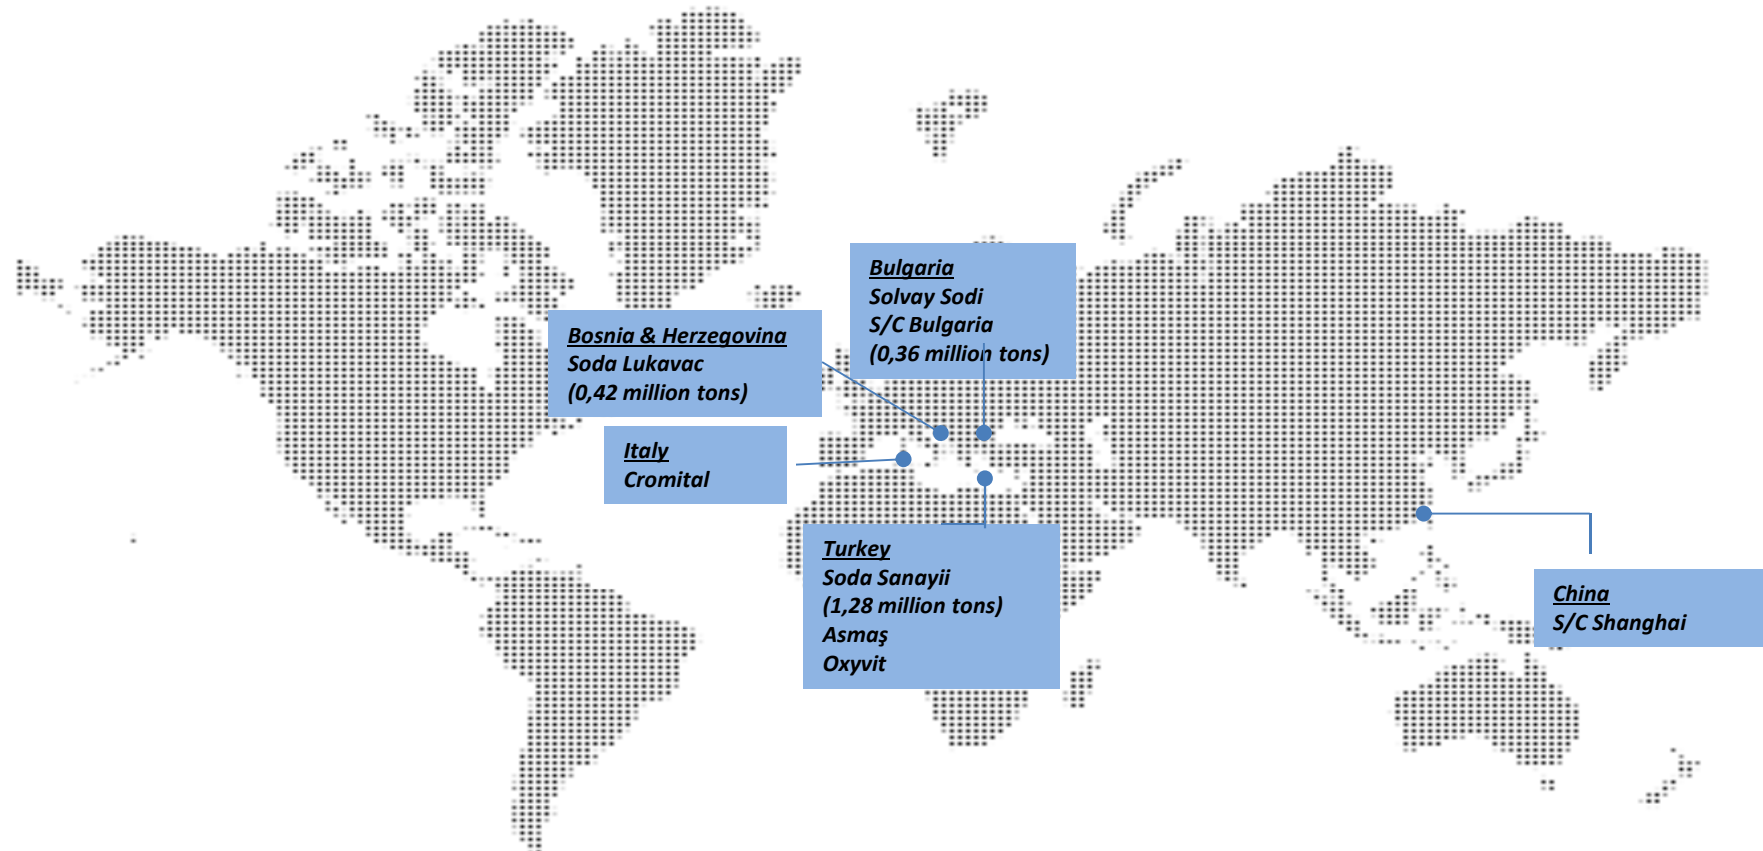 Bulgaria
Solvay Sodi
S/C Bulgaria
(0,36 million tons)
Bosnia & Herzegovina
Soda Lukavac
(0,42 million tons)
Italy
Cromital
Turkey
Soda Sanayii
(1,28 million tons)
Asmaş
Oxyvit
China
S/C Shanghai